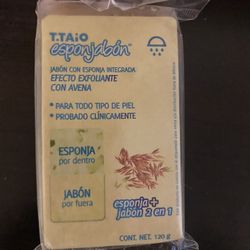 T.TAiO
esponjabón
JABÓN CON ESPONJA INTEGRADA
EFECTO EXFOLIANTE
CON AVENA
• PARA TODO TIPO DE PIEL
• PROBADO CLÍNICAMENTE
ESPONJA
por dentro
JABÓN
por fuera
esponja +
jabón 2 en 1
CONT. NET. 120 g